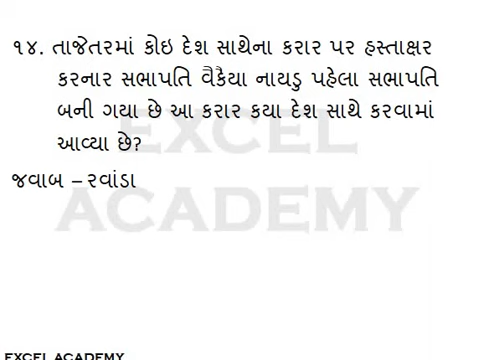 ૧૪. તાજેતરમાં કોઇ દેશ સાથેના કરાર પર હસ્તાક્ષર
કરનાર સભાપતિ વૈકૈયા નાયડુ પહેલા સભાપતિ
બની ગયા છે આ કરાર કયા દેશ સાથે કરવામાં
આવ્યા છે?
જવાબ – રવાંડા
EXCEL
ACADEMY
EXCEL ACADEMY